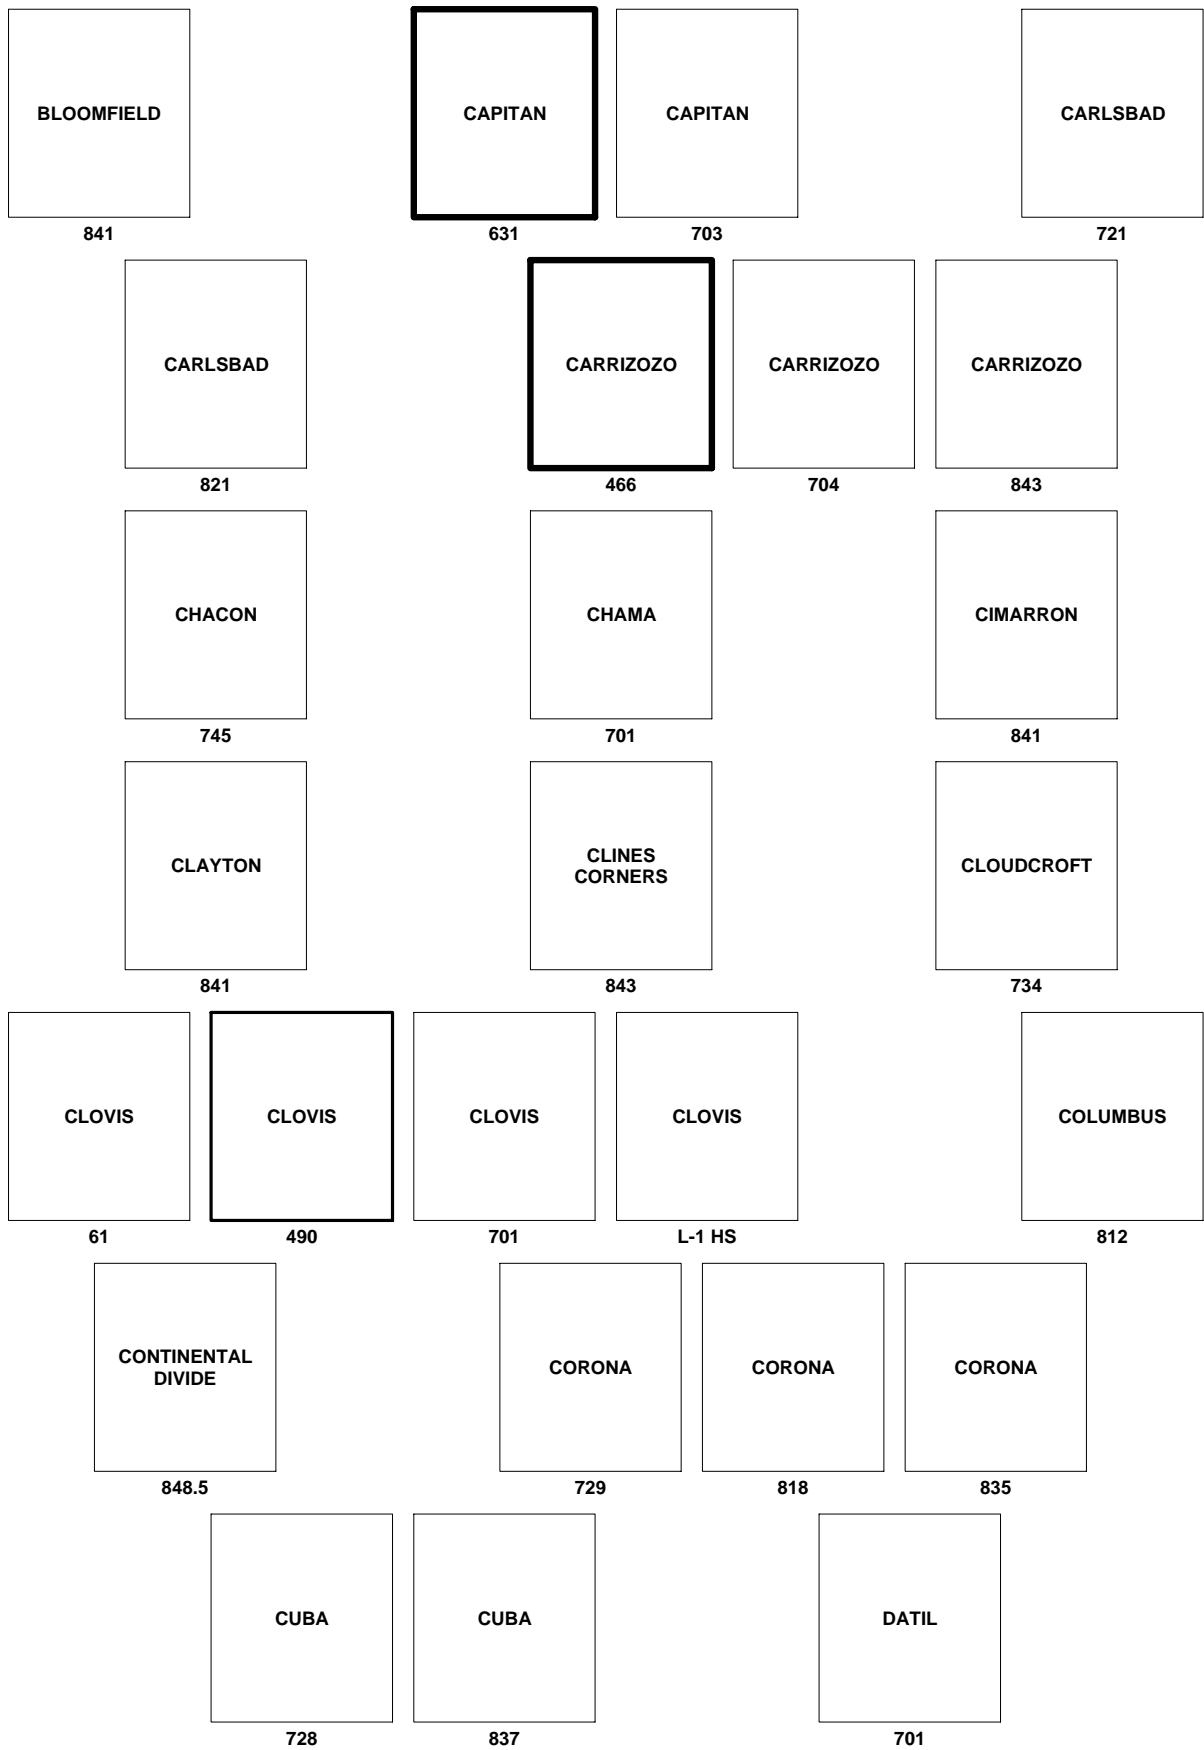 BLOOMFIELD
CAPITAN
CAPITAN
CARLSBAD
841
631
703
721
CARLSBAD
CARRIZOZO
CARRIZOZO
CARRIZOZO
821
466
704
843
CHACON
CHAMA
CIMARRON
745
701
841
CLAYTON
CLINES
CORNERS
CLOUDCROFT
841
843
734
CLOVIS
CLOVIS
CLOVIS
CLOVIS
COLUMBUS
61
490
701
L-1 HS
812
CONTINENTAL
DIVIDE
CORONA
CORONA
CORONA
848.5
729
818
835
CUBA
CUBA
DATIL
728
837
701